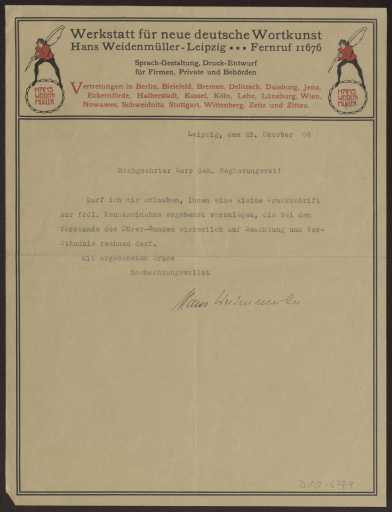 Werkstatt für neue deutsche Wortkunst
Hans Weidenmüller-Leipzig ••• Fernruf 11676
Sprach-Gestaltung, Druck-Entwurf
für Firmen, Private und Behörden
Vertretungen in Berlin, Bielefeld, Bremen, Delitzsch, Duisburg, Jena,
Eckernförde, Halberstadt, Kassel, Köln, Lehe, Lüneburg, Wien,
Nowawes, Schweidnitz, Stuttgart, Wittenberg, Zeitz und Zittau.
HANS
WEIDEN
MÜLLER
HANS
WEIDEN
MÜLLER
Leipzig, den Oktober 08
Hochgeehrter Herr Geh. Regierungsrat!
Darf ich mir erlauben, Ihnen eine kleine Druckschrift
zur frdl. Kenntnisnahme ergebenst vorzulegen, die bei dem
Vorstande des Dürer-Bundes sicherlich auf Beachtung und Ver-
ständnis rechnen darf.
Mit ergebenstem Gruss
hochachtungsvollst
Hans Weidenmüller